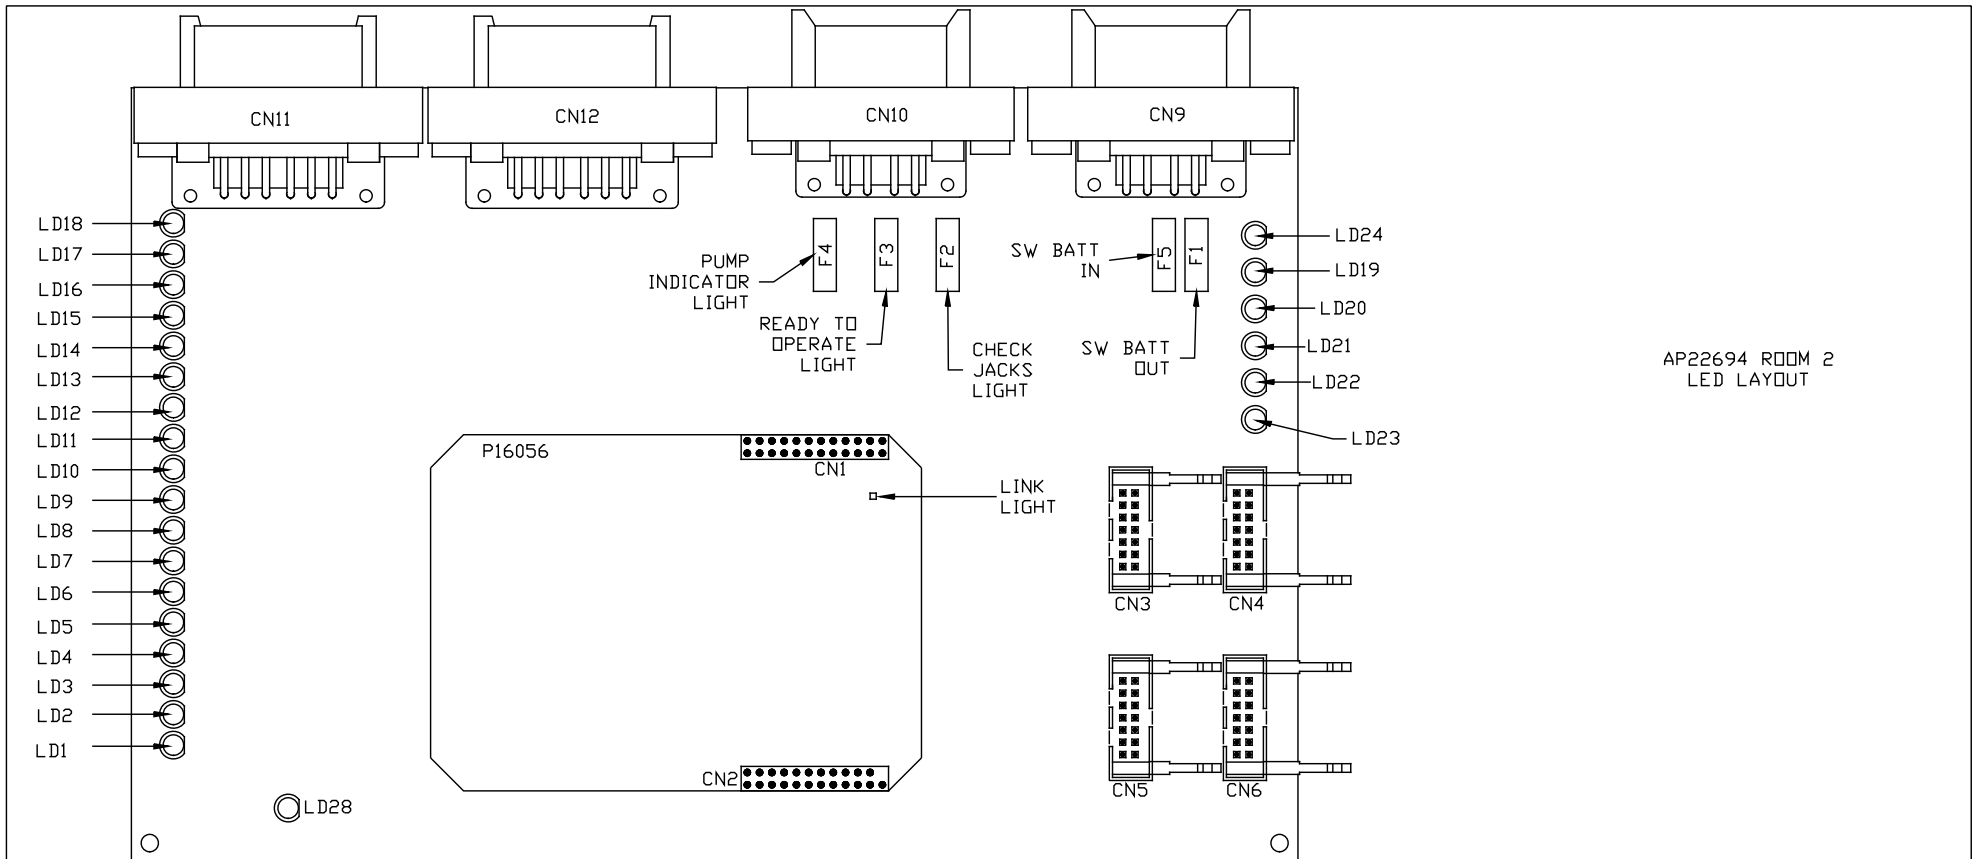 CN11
CN12
CN10
CN9
LD18
LD17
LD16
LD15
LD14
LD13
LD12
LD11
LD10
LD9
LD8
LD7
LD6
LD5
LD4
LD3
LD2
LD1
LD28
F4
F3
F2
F5
F1
PUMP
INDICATOR
LIGHT
READY TO
OPERATE
LIGHT
CHECK
JACKS
LIGHT
SW BATT
IN
SW BATT
OUT
LD24
LD19
LD20
LD21
LD22
LD23
P16056
CN1
LINK
LIGHT
CN2
CN3
CN4
CN5
CN6
AP22694 ROOM 2
LED LAYOUT